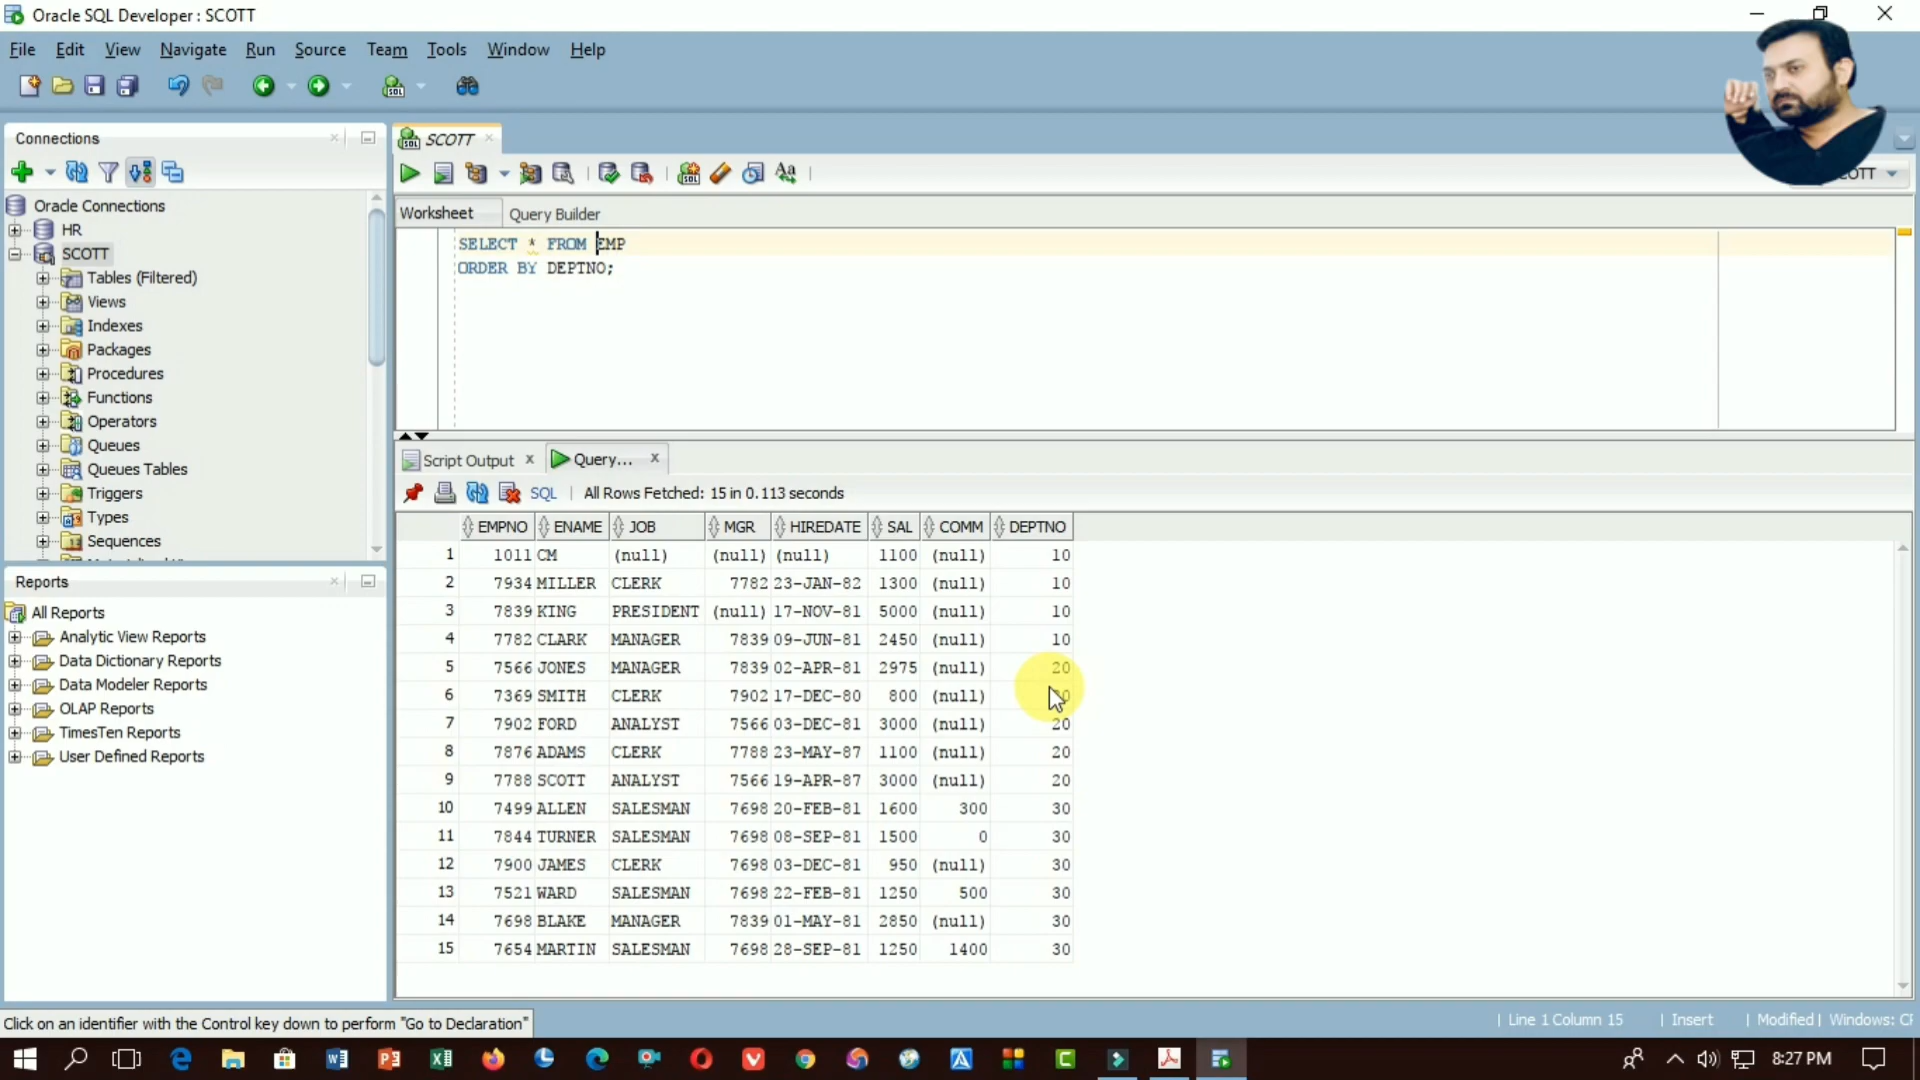 Oracle SQL Developer : SCOTT
File Edit View Navigate Run Source Team Tools Window Help
Connections
SCOTT
Worksheet
Query Builder
SELECT * FROM EMP
ORDER BY DEPTNO;
Oracle Connections
HR
SCOTT
Tables (Filtered)
Views
Indexes
Packages
Procedures
Functions
Operators
Queues
Queues Tables
Triggers
Types
Sequences
Reports
All Reports
Analytic View Reports
Data Dictionary Reports
Data Modeler Reports
OLAP Reports
TimesTen Reports
User Defined Reports
Script Output x Query... x
SQL | All Rows Fetched: 15 in 0.113 seconds
EMPNO ENAME JOB MGR HIREDATE SAL COMM DEPTNO
1 1011 CM (null) (null) (null) 1100 (null) 10
2 7934 MILLER CLERK 7782 23-JAN-82 1300 (null) 10
3 7839 KING PRESIDENT (null) 17-NOV-81 5000 (null) 10
4 7782 CLARK MANAGER 7839 09-JUN-81 2450 (null) 10
5 7566 JONES MANAGER 7839 02-APR-81 2975 (null) 20
6 7369 SMITH CLERK 7902 17-DEC-80 800 (null)
7 7902 FORD ANALYST 7566 03-DEC-81 3000 (null) 20
8 7876 ADAMS CLERK 7788 23-MAY-87 1100 (null) 20
9 7788 SCOTT ANALYST 7566 19-APR-87 3000 (null) 20
10 7499 ALLEN SALESMAN 7698 20-FEB-81 1600 300 30
11 7844 TURNER SALESMAN 7698 08-SEP-81 1500 0 30
12 7900 JAMES CLERK 7698 03-DEC-81 950 (null) 30
13 7521 WARD SALESMAN 7698 22-FEB-81 1250 500 30
14 7698 BLAKE MANAGER 7839 01-MAY-81 2850 (null) 30
15 7654 MARTIN SALESMAN 7698 28-SEP-81 1250 1400 30
Click on an identifier with the Control key down to perform "Go to Declaration"
| Line 1 Column 15 | Insert | Modified | Windows:
8:27 PM